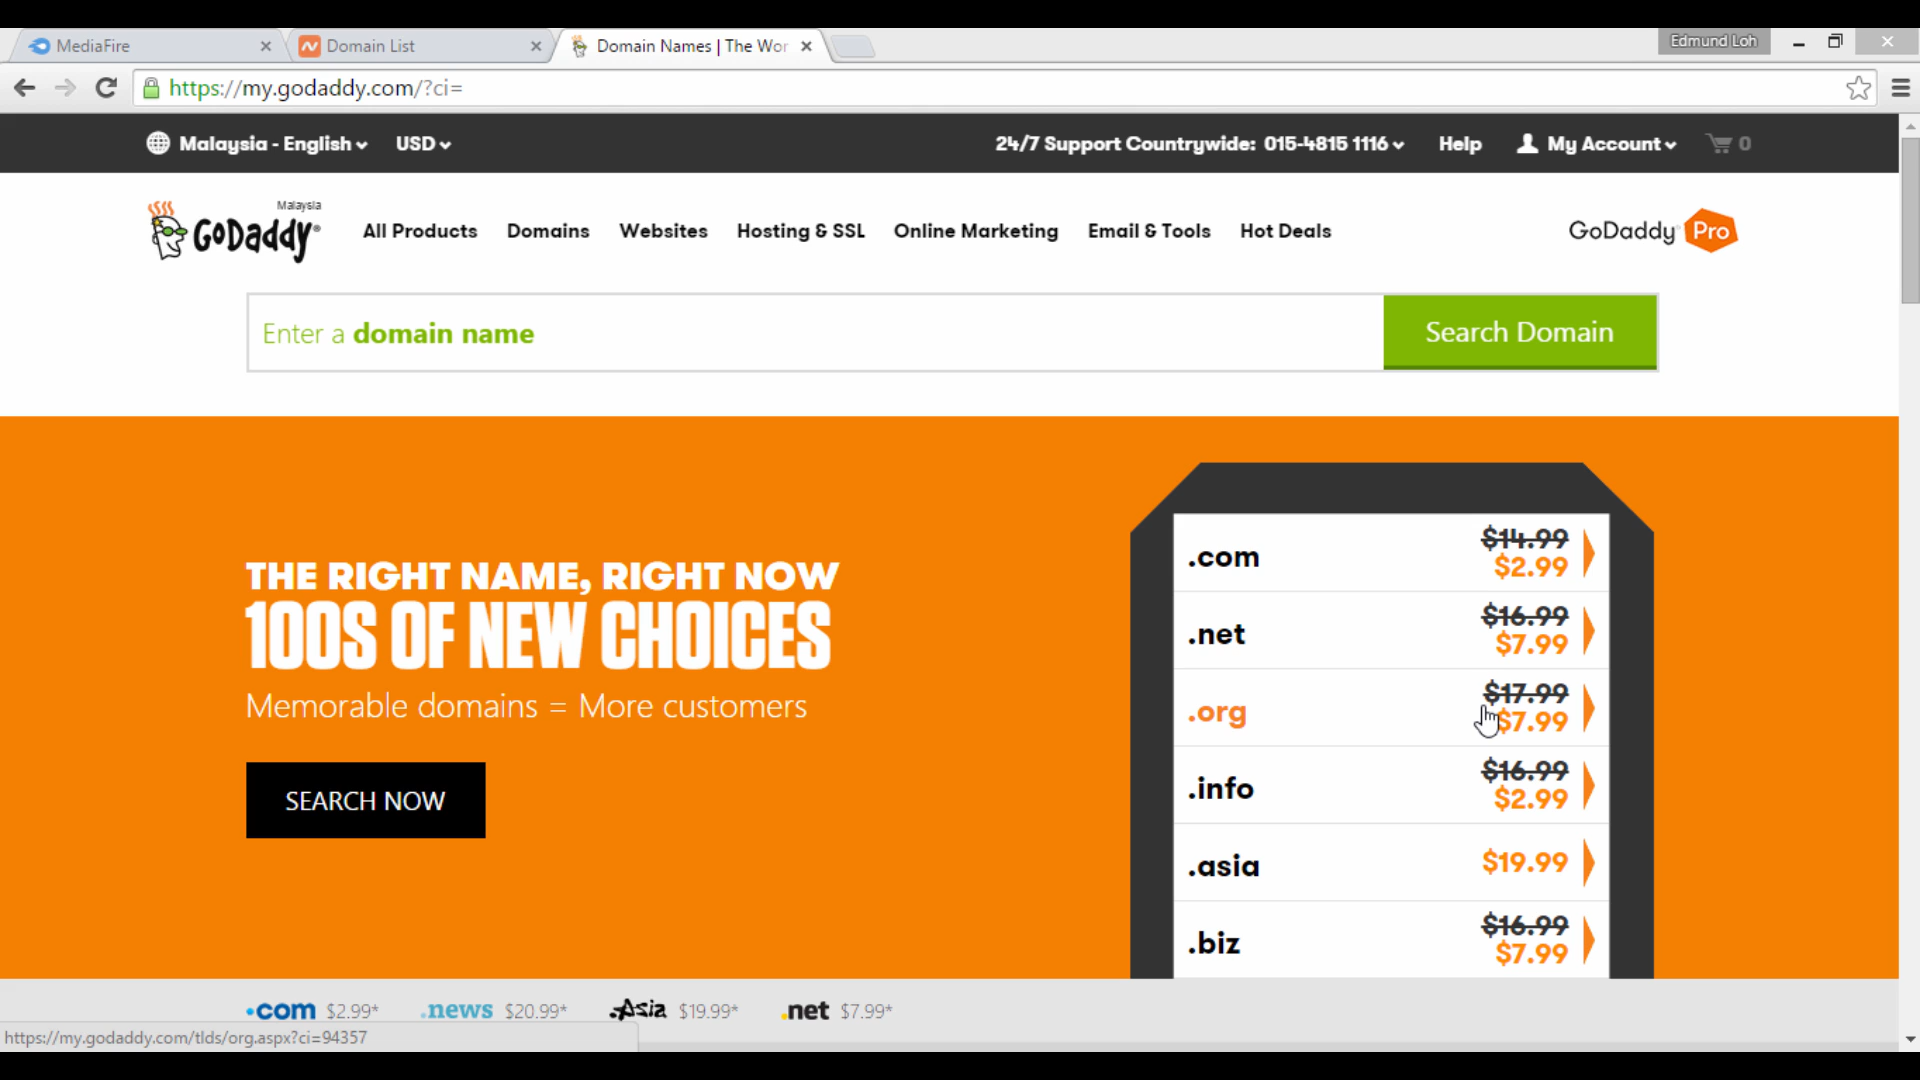 MediaFire
Domain List
Domain Names | The Wor
Edmund Loh
https://my.godaddy.com/?ci=
Malaysia - English
USD
24/7 Support Countrywide: 015-4815 1116
Help
My Account
0
Malaysia
GoDaddy
All Products
Domains
Websites
Hosting & SSL
Online Marketing
Email & Tools
Hot Deals
GoDaddy Pro
Enter a domain name
Search Domain
THE RIGHT NAME, RIGHT NOW
100S OF NEW CHOICES
Memorable domains = More customers
SEARCH NOW
.com
$14.99
$2.99
.net
$16.99
$7.99
.org
$17.99
$7.99
.info
$16.99
$2.99
.asia
$19.99
.biz
$16.99
$7.99
.com $2.99*
.news $20.99*
.Asia $19.99*
.net $7.99*
https://my.godaddy.com/tlds/org.aspx?ci=94357